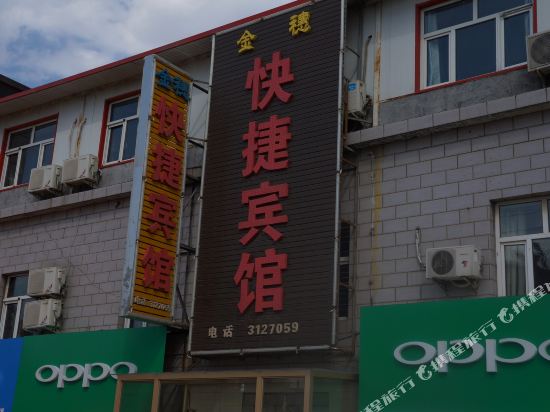 金穗
快捷宾馆
电话 3127059
金穗
快捷宾馆
oppo
oppo
携程旅行
携程旅行